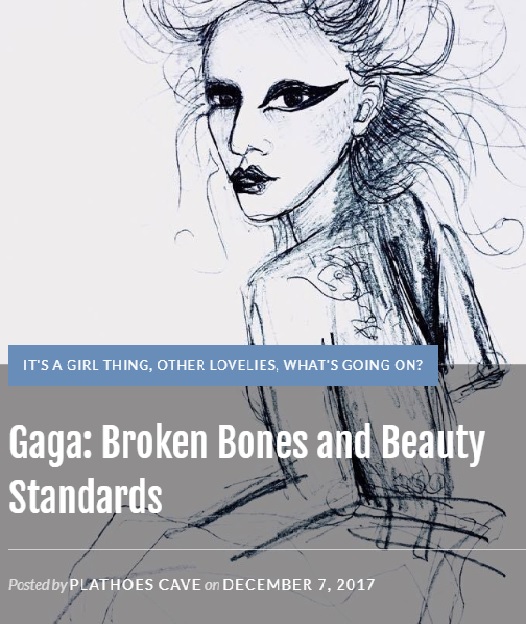 IT'S A GIRL THING, OTHER LOVELIES, WHAT'S GOING ON?
Gaga: Broken Bones and Beauty
Standards
Posted by PLATHOES CAVE on DECEMBER 7, 2017